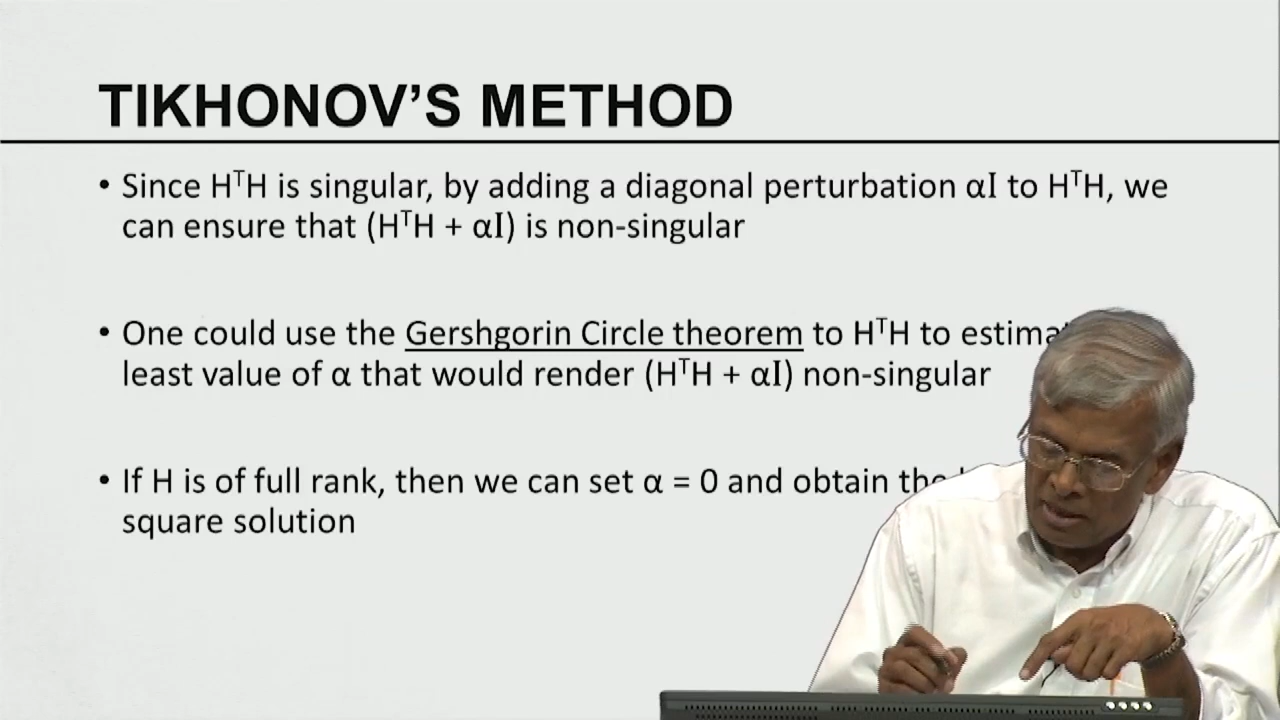 TIKHONOV'S METHOD
• Since HᵀH is singular, by adding a diagonal perturbation αI to HᵀH, we
can ensure that (HᵀH + αI) is non-singular
• One could use the Gershgorin Circle theorem to HᵀH to
least value of α that would render (HᵀH + αI) non-singular
• If H is of full rank, then we can set α = 0 and obtain the
square solution